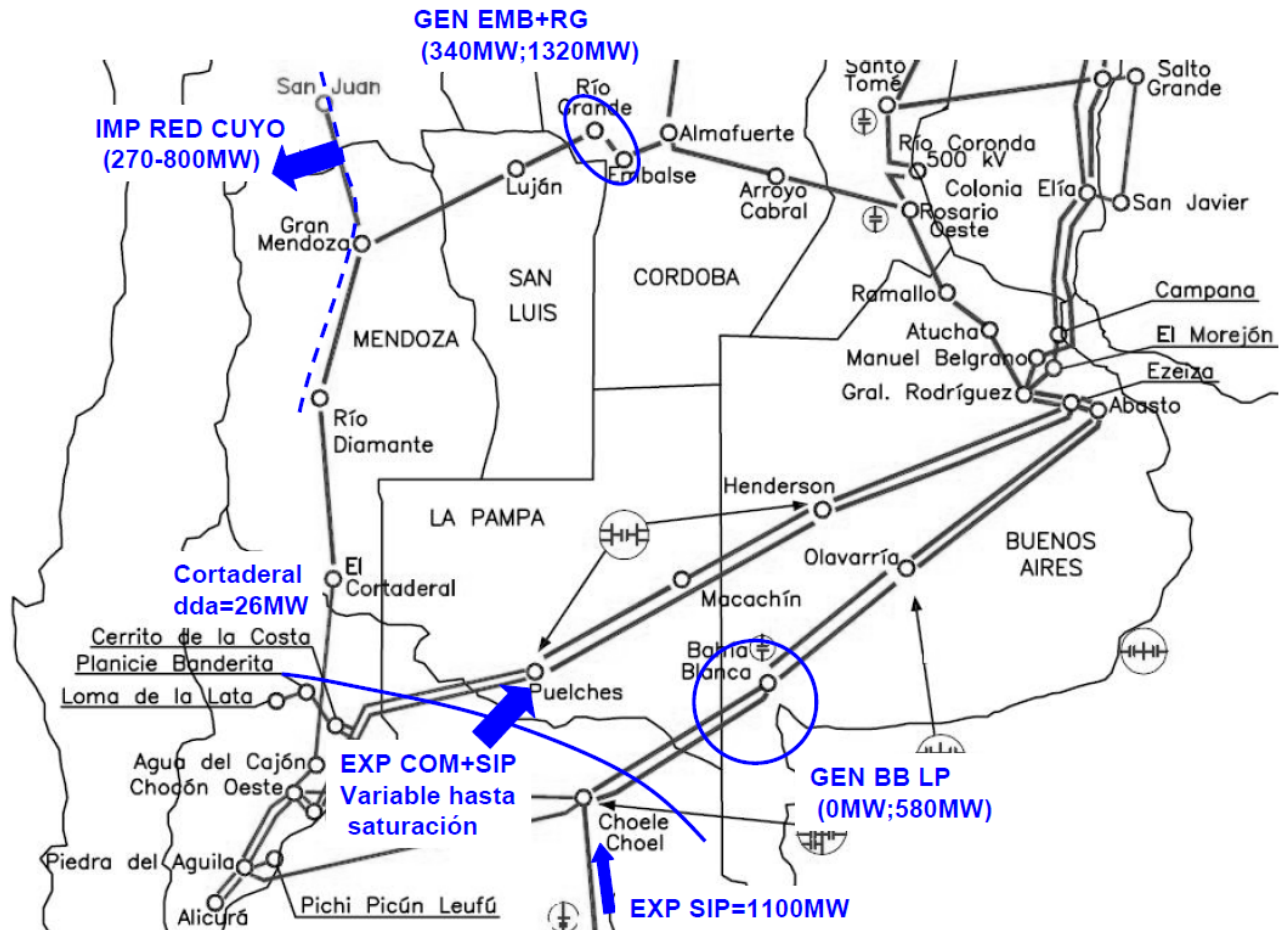 GEN EMB+RG
(340MW;1320MW)
San Juan
Río
Grande
Santo
Tomé
Salto
Grande
IMP RED CUYO
(270-800MW)
Almafuerte
Río Coronda
500 kV
Luján
Embalse
Arroyo
Cabral
Colonia
Elía
San Javier
Rosario
Oeste
Gran
Mendoza
SAN
LUIS
CORDOBA
Ramallo
Campana
MENDOZA
Atucha
El Morejón
Manuel Belgrano
Ezeiza
Gral. Rodríguez
Abasto
Río
Diamante
Henderson
LA PAMPA
BUENOS
AIRES
Olavarría
Cortaderal
dda=26MW
El
Cortaderal
Macachín
Cerrito de la Costa
Planicie Banderita
Bahía
Blanca
Loma de la Lata
Puelches
Agua del Cajón
Chocón Oeste
EXP COM+SIP
Variable hasta
saturación
GEN BB LP
(0MW;580MW)
Choele
Choel
Piedra del Aguila
Alicurá
Pichi Picún Leufú
EXP SIP=1100MW